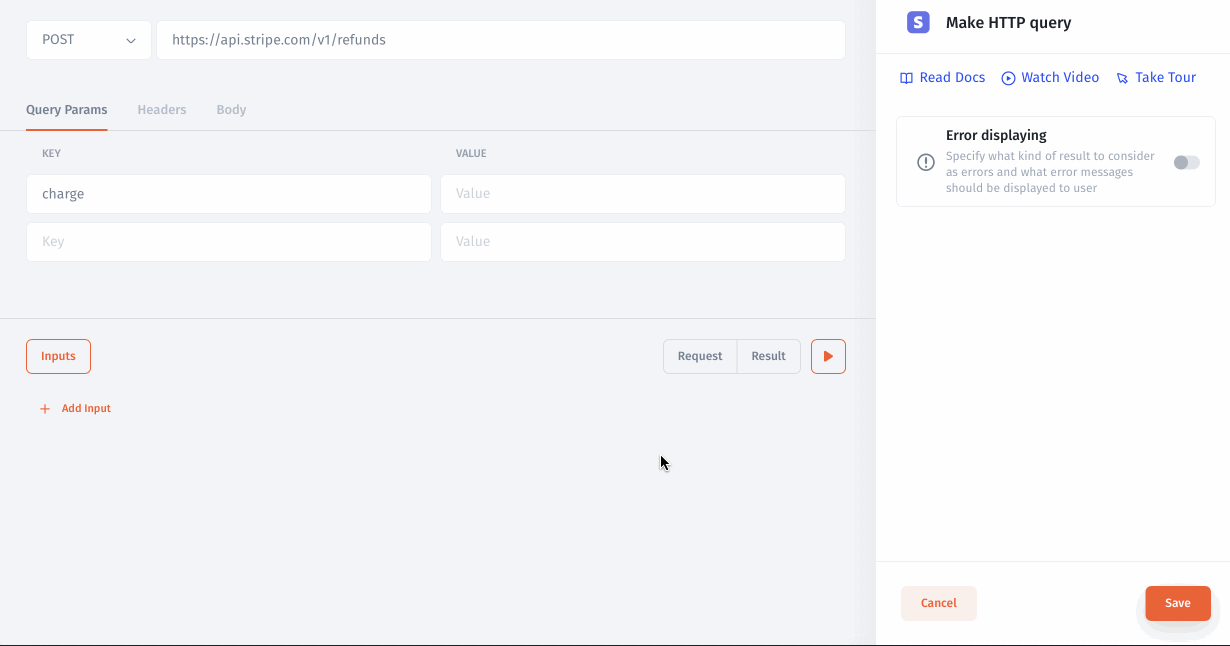 POST
https://api.stripe.com/v1/refunds
Query Params
Headers
Body
KEY
VALUE
charge
Value
Key
Value
Inputs
Request
Result
Add Input
S
Make HTTP query
Read Docs
Watch Video
Take Tour
Error displaying
Specify what kind of result to consider
as errors and what error messages
should be displayed to user
Cancel
Save